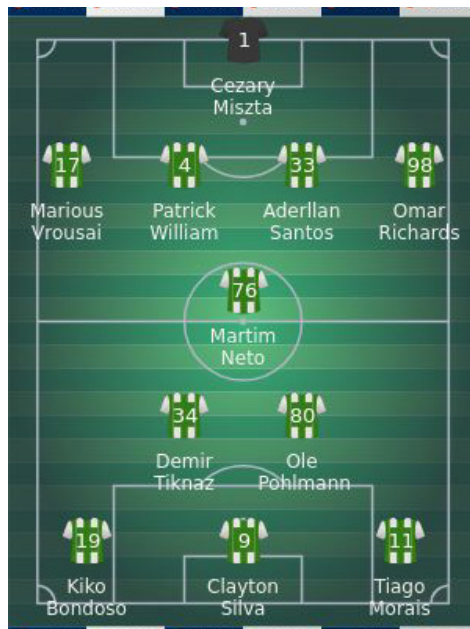 1
Cezary
Miszta
17
4
33
98
Marious
Vrousai
Patrick
William
Aderllan
Santos
Omar
Richards
76
Martim
Neto
34
80
Demir
Tiknaz
Ole
Pohlmann
19
9
11
Kiko
Bondoso
Clayton
Silva
Tiago
Morais